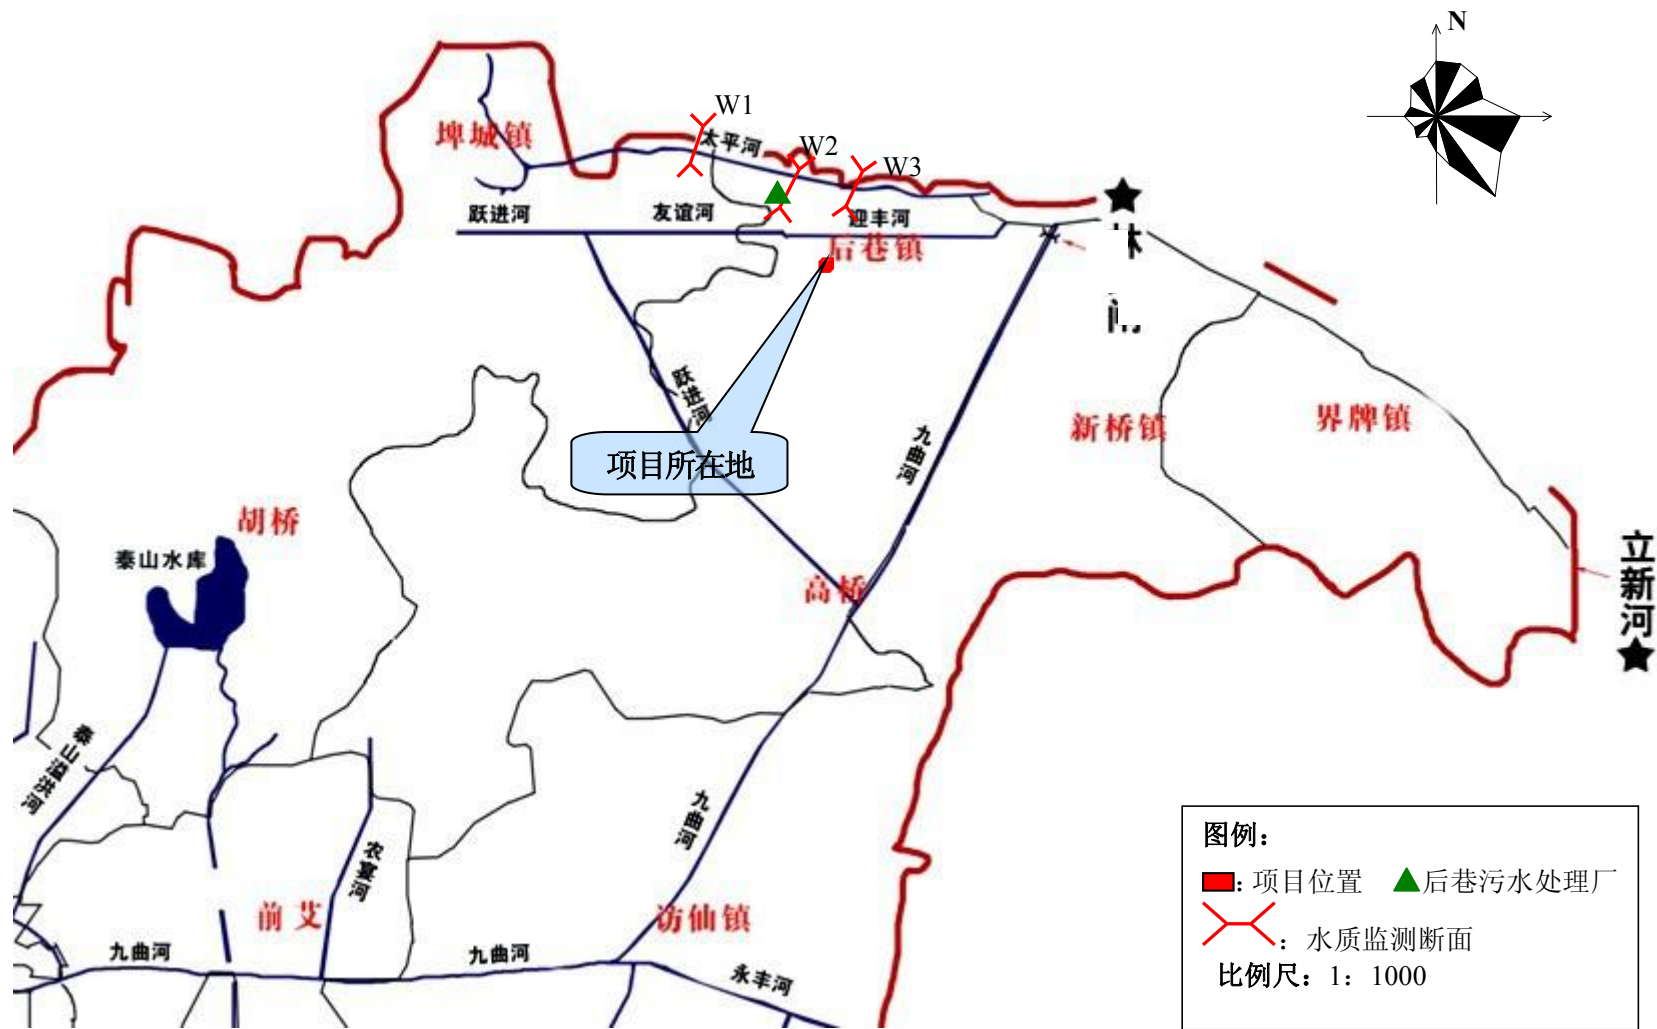 N
W1
埤城镇
太平河
W2
W3
跃进河
友谊河
迎丰河
后巷镇
跃进河
九曲河
新桥镇
界牌镇
项目所在地
胡桥
泰山水库
高桥
立新河
泰山溢洪河
九曲河
农寞河
前艾
访仙镇
九曲河
九曲河
永丰河
图例：
：项目位置 后巷污水处理厂
：水质监测断面
比例尺：1：1000